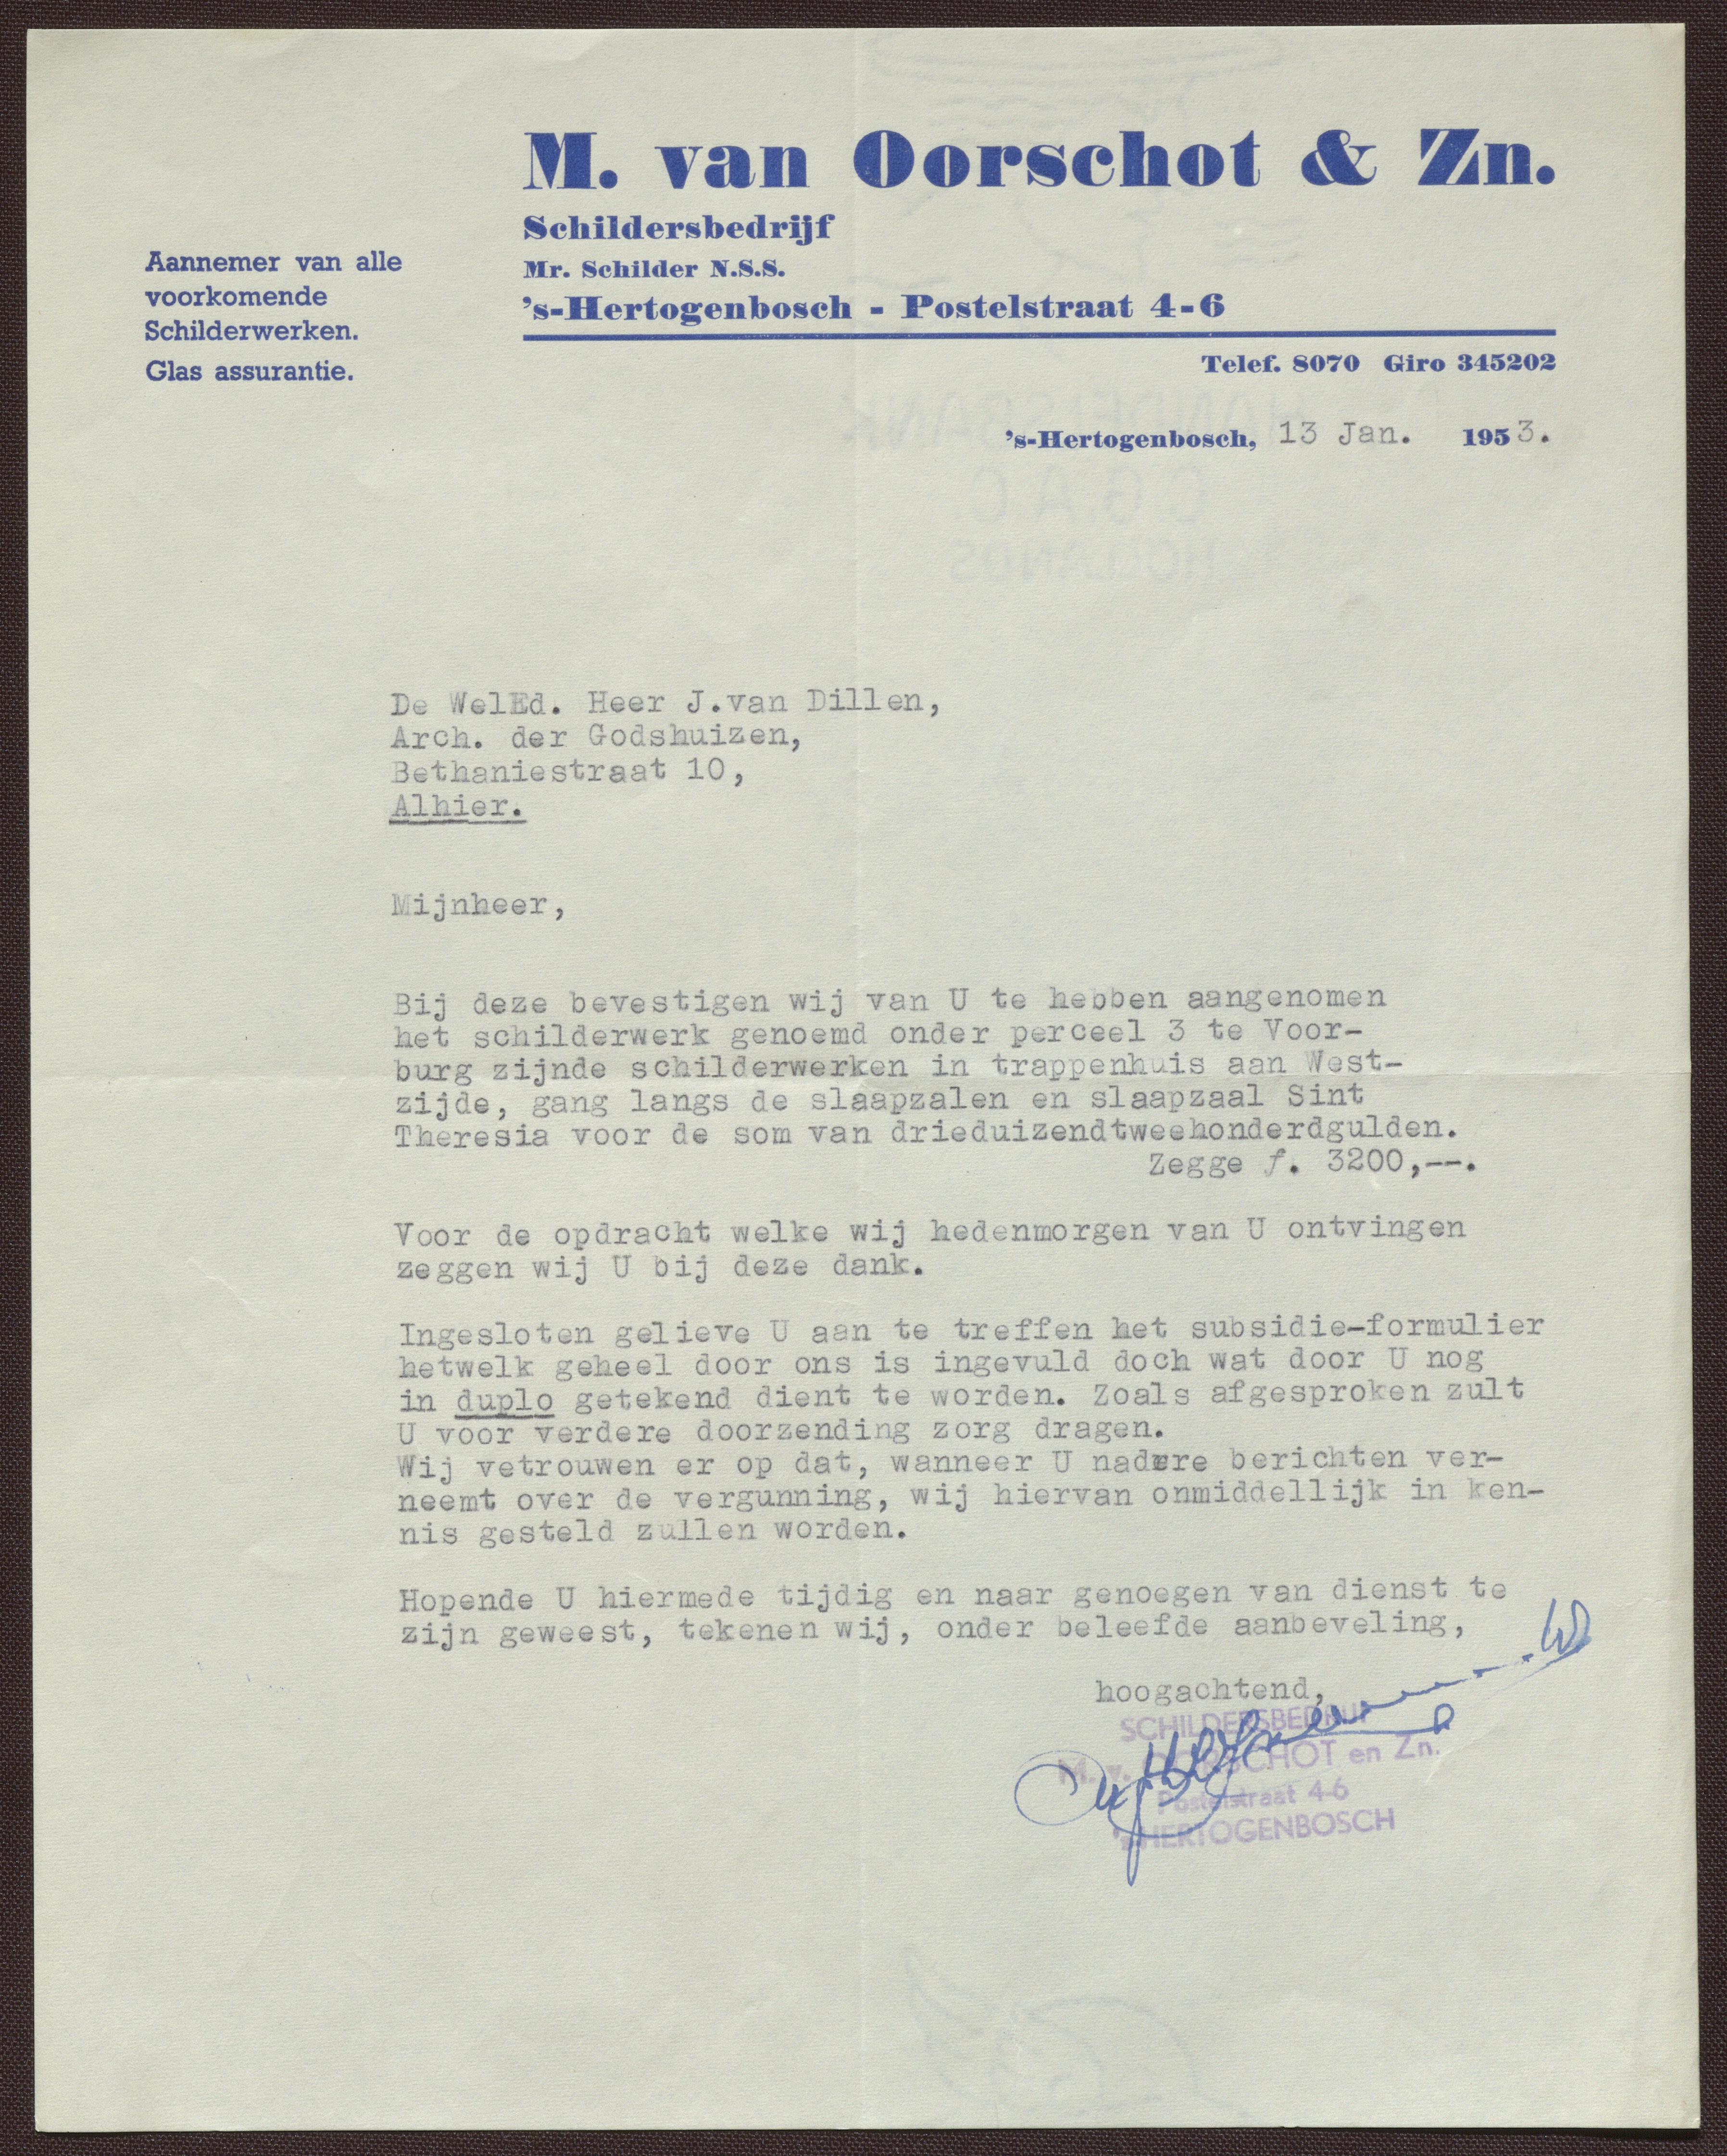 M. van Oorschot & Zn.
Schildersbedrijf
Mr. Schilder N.S.S.
's-Hertogenbosch - Postelstraat 4-6
Aannemer van alle
voorkomende
Schilderwerken.
Glas assurantie.
Telef. 8070 Giro 345202
's-Hertogenbosch, 13 Jan. 1953.
De WelEd. Heer J.van Dillen,
Arch. der Godshuizen,
Bethaniestraat 10,
Alhier.
Mijnheer,
Bij deze bevestigen wij van U te hebben aangenomen
het schilderwerk genoemd onder perceel 3 te Voor-
burg zijnde schilderwerken in trappenhuis aan West-
zijde, gang langs de slaapzalen en slaapzaal Sint
Theresia voor de som van drieduizendtweehonderdgulden.
Zegge f. 3200,--.
Voor de opdracht welke wij hedenmorgen van U ontvingen
zeggen wij U bij deze dank.
Ingesloten gelieve U aan te treffen het subsidie-formulier
hetwelk geheel door ons is ingevuld doch wat door U nog
in duplo getekend dient te worden. Zoals afgesproken zult
U voor verdere doorzending zorg dragen.
Wij vetrouwen er op dat, wanneer U nadere berichten ver-
neemt over de vergunning, wij hiervan onmiddellijk in ken-
nis gesteld zullen worden.
Hopende U hiermede tijdig en naar genoegen van dienst te
zijn geweest, tekenen wij, onder beleefde aanbeveling,
hoogachtend,
SCHILDERSBEDRIJF
M. v. OORSCHOT en Zn.
Postelstraat 4-6
's-HERTOGENBOSCH